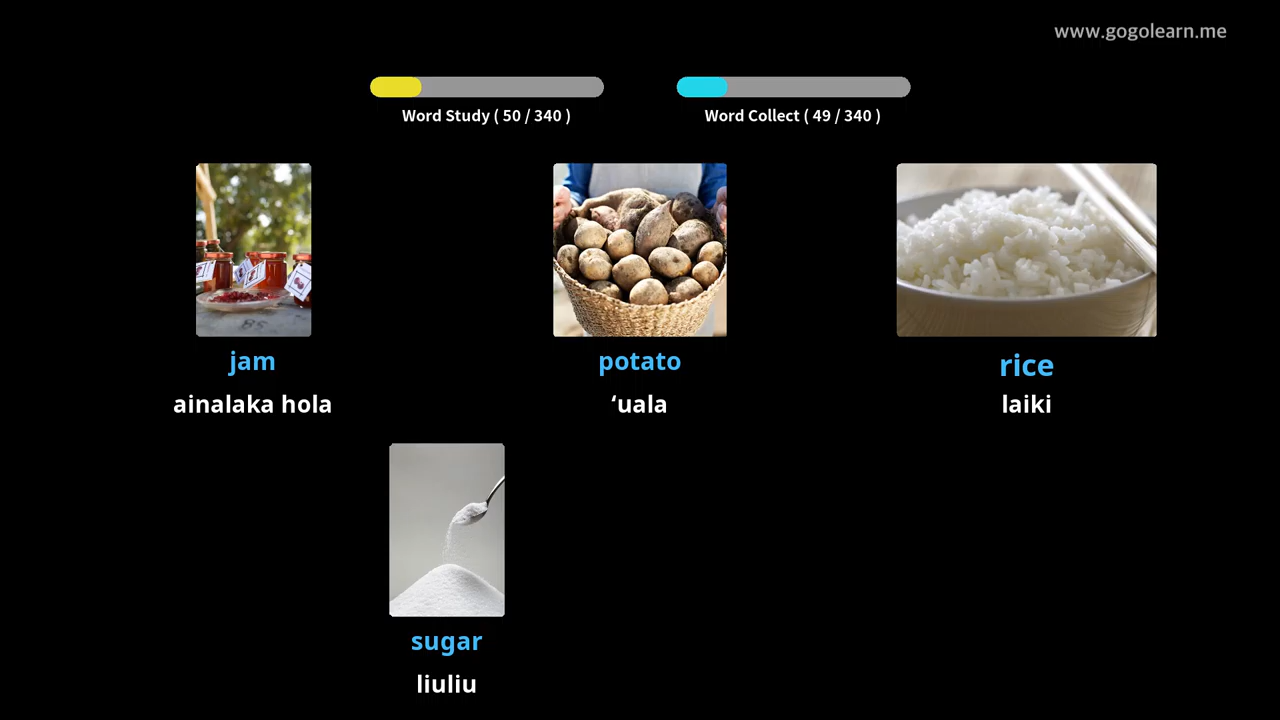 www.gogolearn.me
Word Study ( 50 / 340 )
Word Collect ( 49 / 340 )
jam
ainalaka hola
potato
ʻuala
rice
laiki
sugar
liuliu